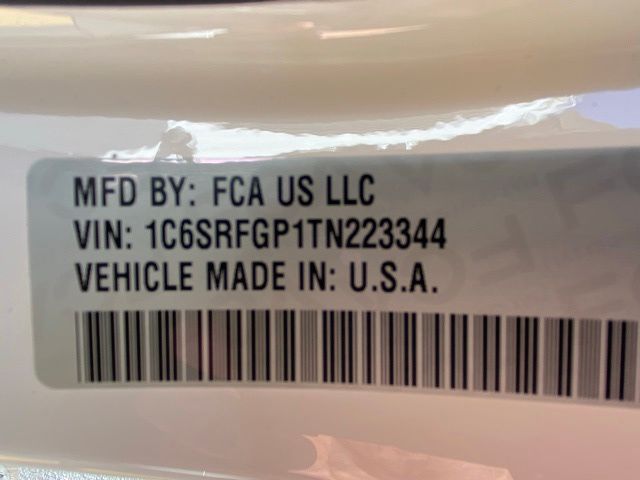 MFD BY: FCA US LLC
VIN: 1C6SRFGP1TN223344
VEHICLE MADE IN: U.S.A.